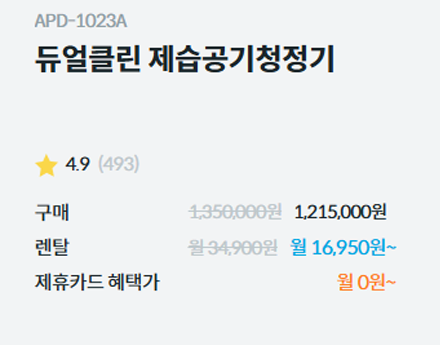 APD-1023A
듀얼클린 제습공기청정기
4.9 (493)
구매 1,350,000원 1,215,000원
렌탈 월 34,900원 월 16,950원~
제휴카드 혜택가 월 0원~